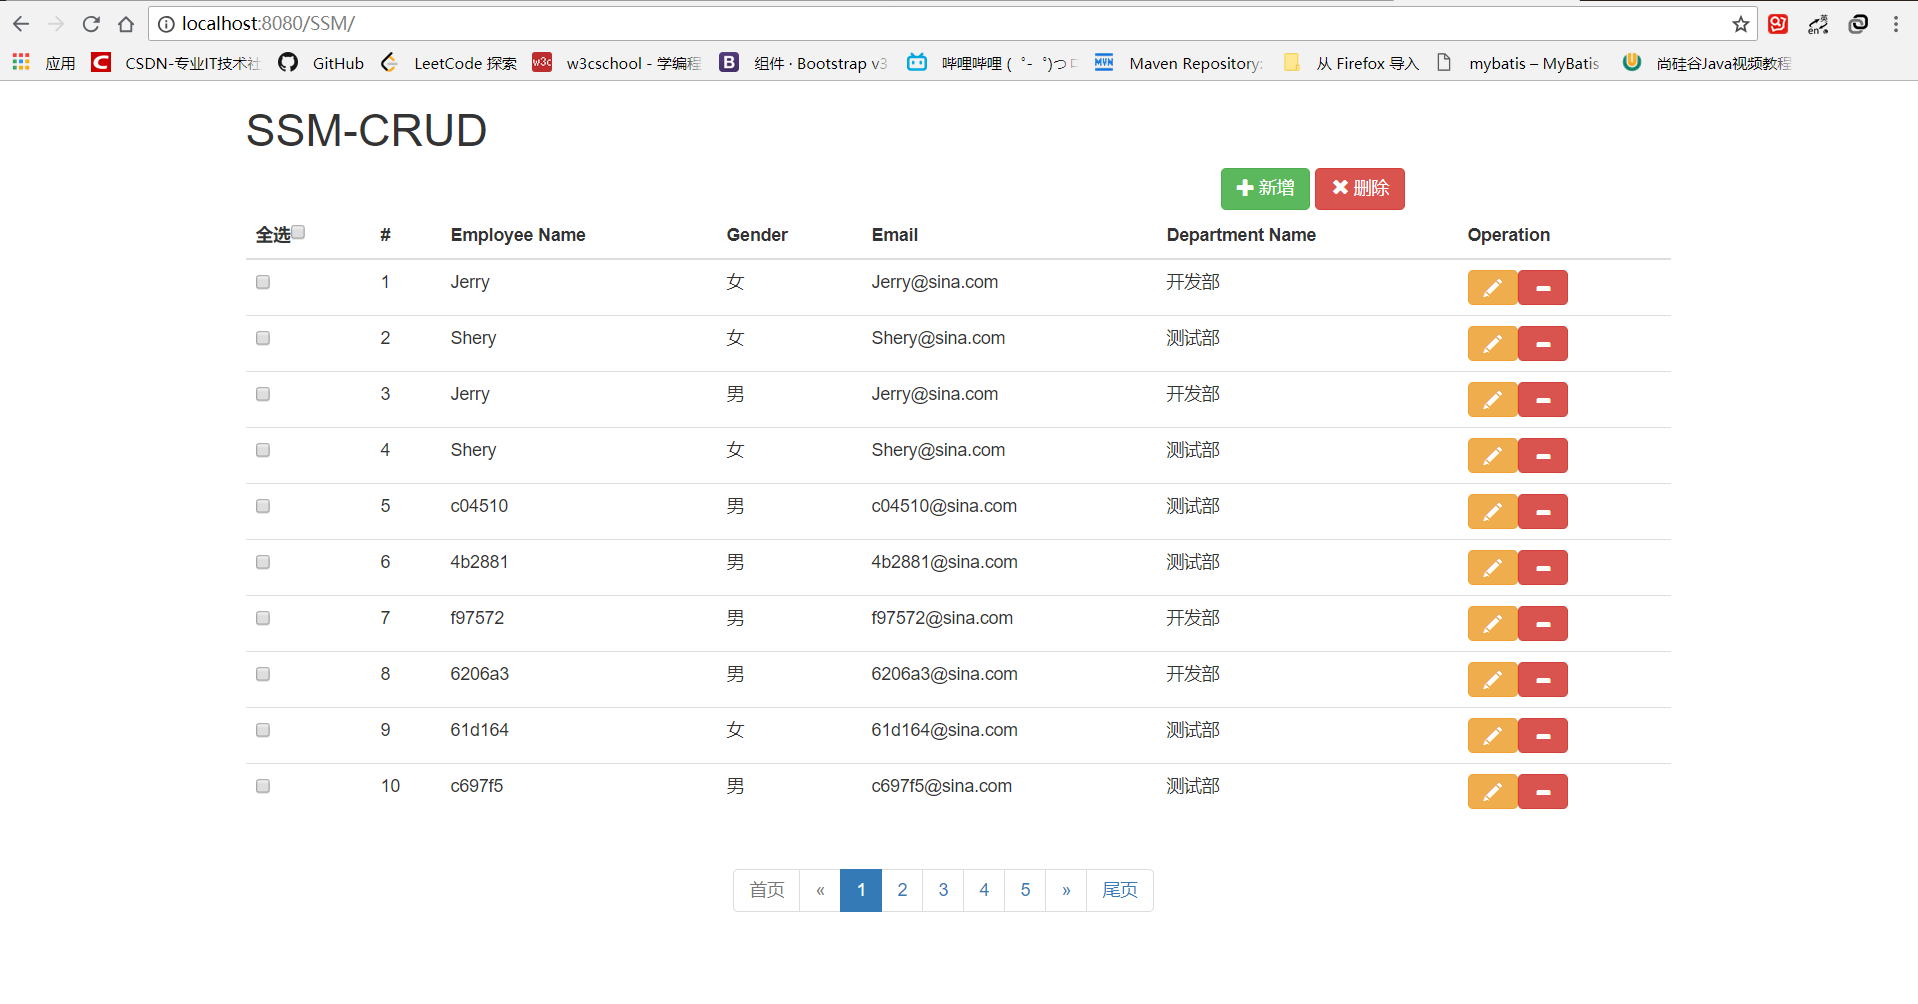 localhost:8080/SSM/
应用 CSDN-专业IT技术社 GitHub LeetCode 探索 w3cschool - 学编程 组件 · Bootstrap v3 哔哩哔哩 ( ゜- ゜)つロ Maven Repository: 从 Firefox 导入 mybatis – MyBatis 尚硅谷Java视频教程
SSM-CRUD
新增 删除
全选 # Employee Name Gender Email Department Name Operation
1 Jerry 女 Jerry@sina.com 开发部
2 Shery 女 Shery@sina.com 测试部
3 Jerry 男 Jerry@sina.com 开发部
4 Shery 女 Shery@sina.com 测试部
5 c04510 男 c04510@sina.com 测试部
6 4b2881 男 4b2881@sina.com 测试部
7 f97572 男 f97572@sina.com 开发部
8 6206a3 男 6206a3@sina.com 开发部
9 61d164 女 61d164@sina.com 测试部
10 c697f5 男 c697f5@sina.com 测试部
首页 « 1 2 3 4 5 » 尾页